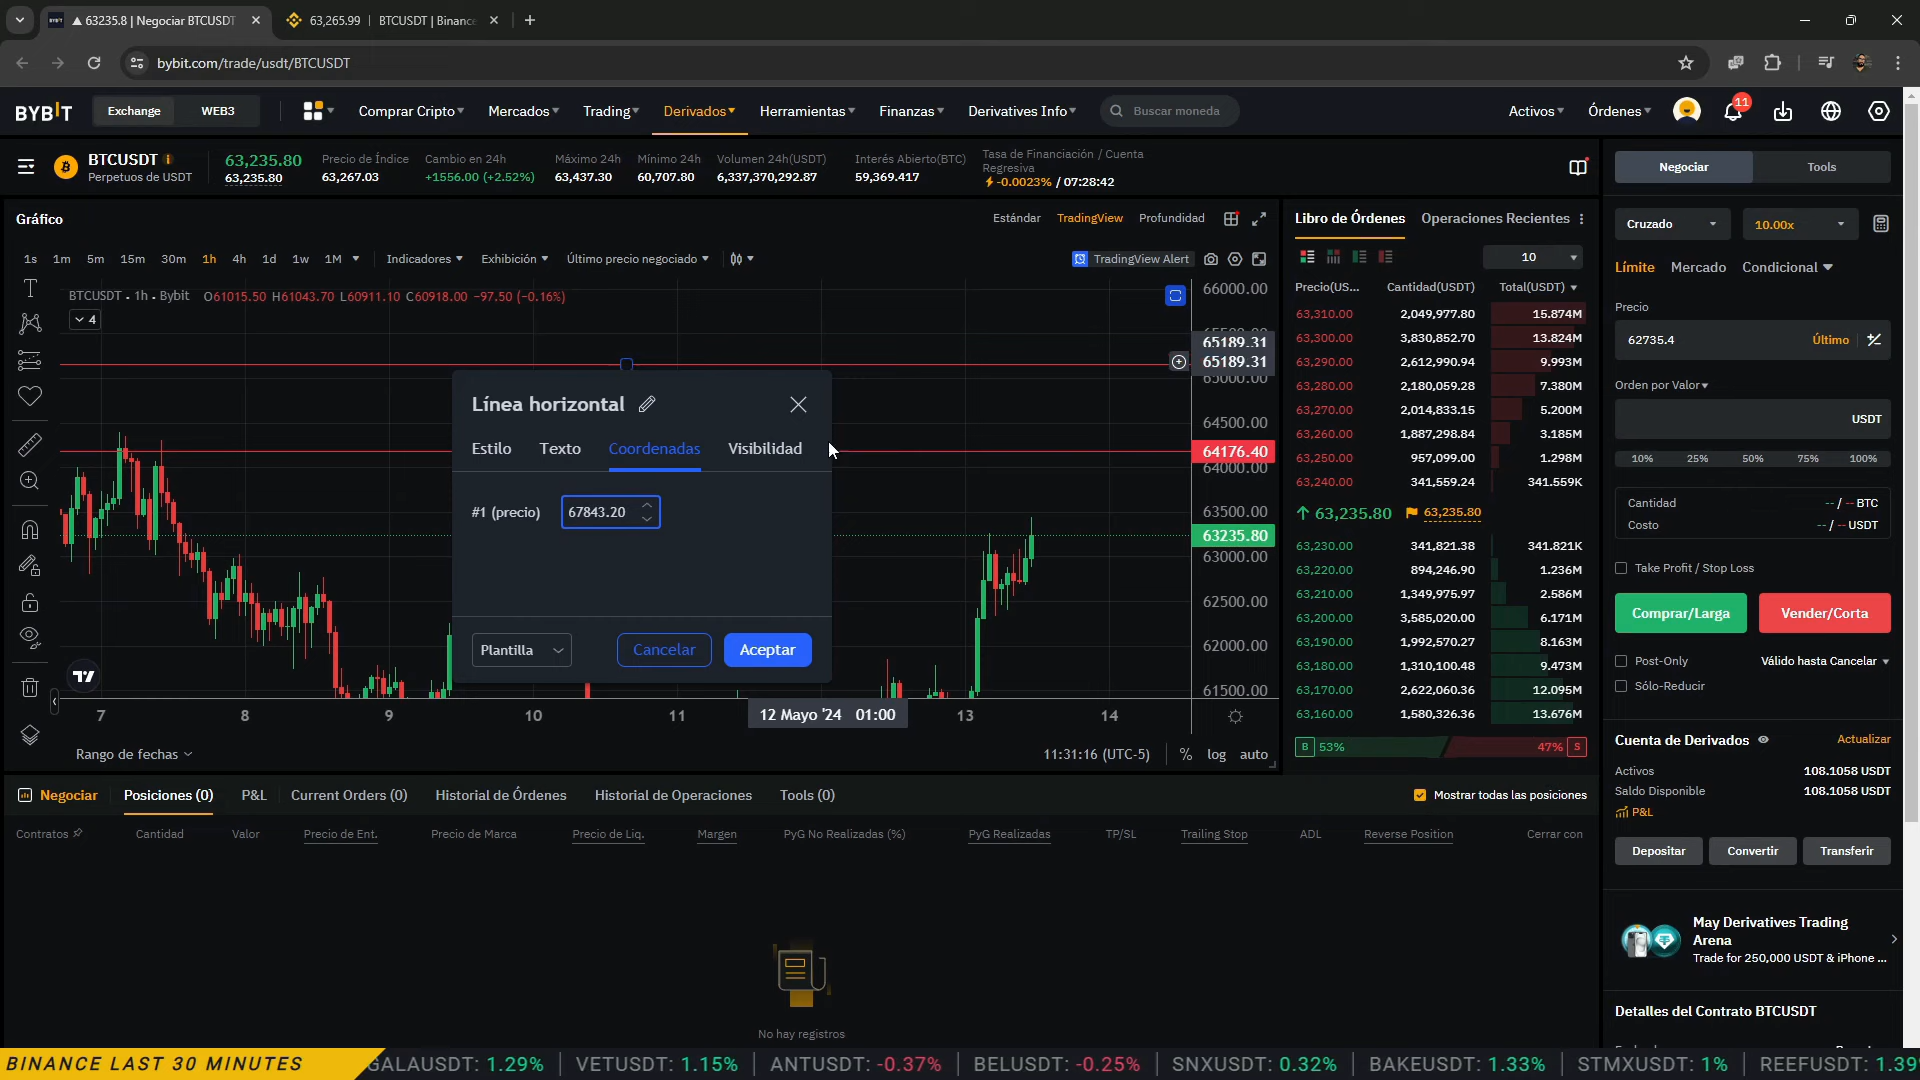 ▲ 63235.8 | Negociar BTCUSDT
63,265.99 | BTCUSDT | Binance
bybit.com/trade/usdt/BTCUSDT
BYBIT Exchange WEB3 Comprar Cripto Mercados Trading Derivados Herramientas Finanzas Derivatives Info Buscar moneda Activos Órdenes 11
BTCUSDT
Perpetuos de USDT
63,235.80
63,235.80
Precio de Índice
63,267.03
Cambio en 24h
+1556.00 (+2.52%)
Máximo 24h
63,437.30
Mínimo 24h
60,707.80
Volumen 24h(USDT)
6,337,370,292.87
Interés Abierto(BTC)
59,369.417
Tasa de Financiación / Cuenta
Regresiva
-0.0023% / 07:28:42
Gráfico
Estándar TradingView Profundidad
1s 1m 5m 15m 30m 1h 4h 1d 1w 1M Indicadores Exhibición Último precio negociado TradingView Alert
BTCUSDT • 1h • Bybit O61015.50 H61043.70 L60911.10 C60918.00 −97.50 (−0.16%)
4
66000.00
65189.31
65189.31
65000.00
64500.00
64176.40
64000.00
63500.00
63235.80
63000.00
62500.00
62000.00
61500.00
Línea horizontal
Estilo Texto Coordenadas Visibilidad
#1 (precio) 67843.20
Plantilla Cancelar Aceptar
7 8 9 10 11 12 Mayo '24 01:00 13 14
Rango de fechas
11:31:16 (UTC-5) % log auto
Libro de Órdenes Operaciones Recientes
10
Precio(US... Cantidad(USDT) Total(USDT)
63,310.00 2,049,977.80 15.874M
63,300.00 3,830,852.70 13.824M
63,290.00 2,612,990.94 9.993M
63,280.00 2,180,059.28 7.380M
63,270.00 2,014,833.15 5.200M
63,260.00 1,887,298.84 3.185M
63,250.00 957,099.00 1.298M
63,240.00 341,559.24 341.559K
↑ 63,235.80 63,235.80
63,230.00 341,821.38 341.821K
63,220.00 894,246.90 1.236M
63,210.00 1,349,975.97 2.586M
63,200.00 3,585,020.00 6.171M
63,190.00 1,992,570.27 8.163M
63,180.00 1,310,100.48 9.473M
63,170.00 2,622,060.36 12.095M
63,160.00 1,580,326.36 13.676M
B 53% 47% S
Negociar Tools
Cruzado 10.00x
Límite Mercado Condicional
Precio
62735.4 Último
Orden por Valor
USDT
10% 25% 50% 75% 100%
Cantidad -- / -- BTC
Costo -- / -- USDT
Take Profit / Stop Loss
Comprar/Larga Vender/Corta
Post-Only Válido hasta Cancelar
Sólo-Reducir
Cuenta de Derivados Actualizar
Activos 108.1058 USDT
Saldo Disponible 108.1058 USDT
P&L
Depositar Convertir Transferir
May Derivatives Trading
Arena
Trade for 250,000 USDT & iPhone ...
Detalles del Contrato BTCUSDT
Negociar Posiciones (0) P&L Current Orders (0) Historial de Órdenes Historial de Operaciones Tools (0) Mostrar todas las posiciones
Contratos Cantidad Valor Precio de Ent. Precio de Marca Precio de Liq. Margen PyG No Realizadas (%) PyG Realizadas TP/SL Trailing Stop ADL Reverse Position Cerrar con
No hay registros
BINANCE LAST 30 MINUTES GALAUSDT: 1.29% VETUSDT: 1.15% ANTUSDT: -0.37% BELUSDT: -0.25% SNXUSDT: 0.32% BAKEUSDT: 1.33% STMXUSDT: 1% REEFUSDT: 1.39